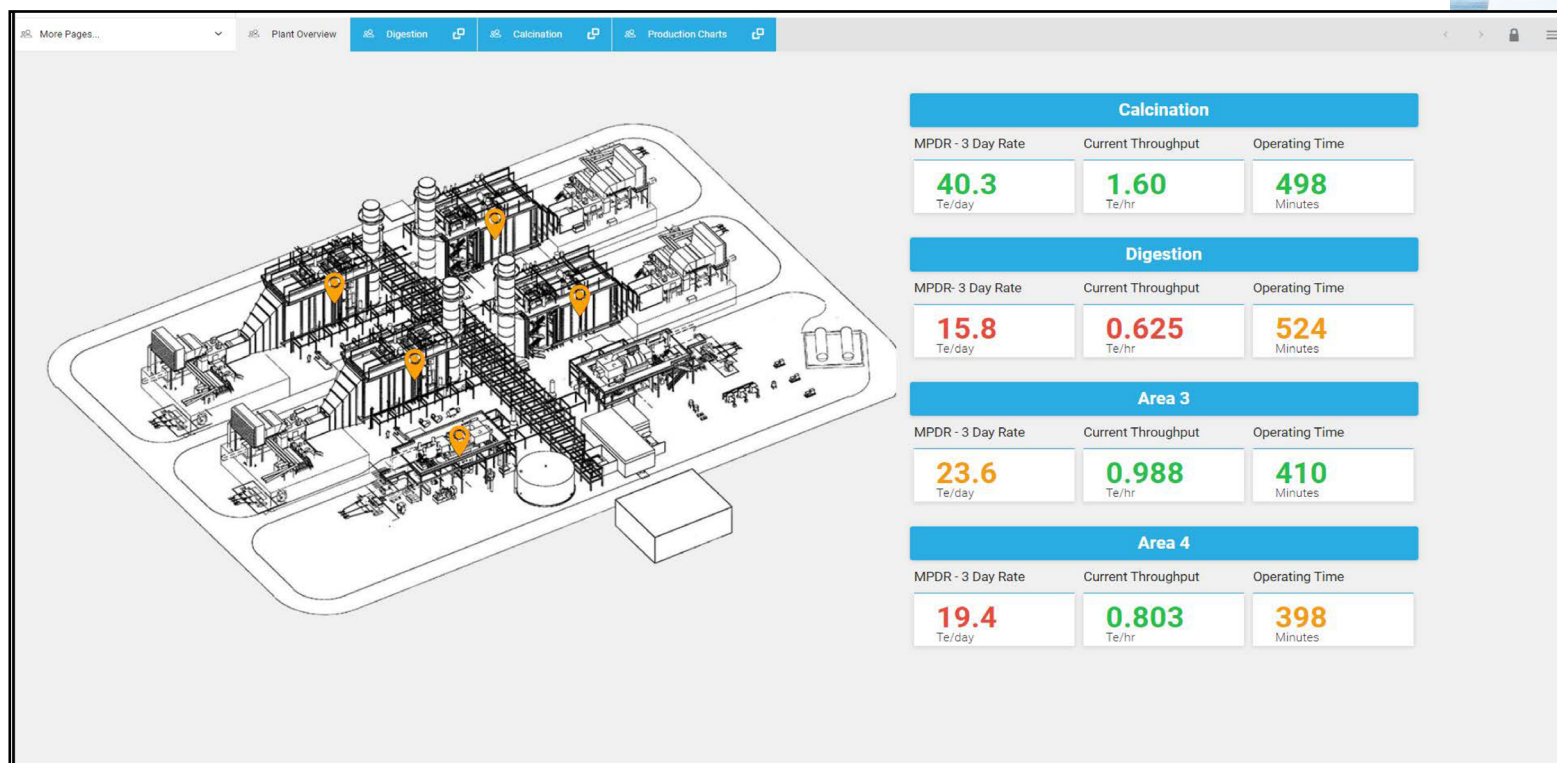 More Pages... Plant Overview Digestion Calcination Production Charts
Calcination
MPDR - 3 Day Rate Current Throughput Operating Time
40.3 1.60 498
Te/day Te/hr Minutes
Digestion
MPDR- 3 Day Rate Current Throughput Operating Time
15.8 0.625 524
Te/day Te/hr Minutes
Area 3
MPDR - 3 Day Rate Current Throughput Operating Time
23.6 0.988 410
Te/day Te/hr Minutes
Area 4
MPDR - 3 Day Rate Current Throughput Operating Time
19.4 0.803 398
Te/day Te/hr Minutes